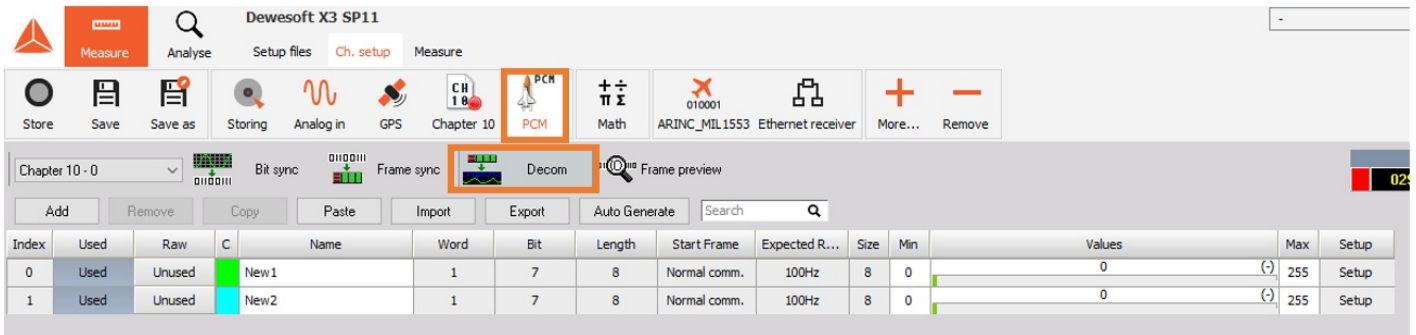 Dewesoft X3 SP11
-
Measure Analyse Setup files Ch. setup Measure
CH 10 PCM π Σ 010001
Store Save Save as Storing Analog in GPS Chapter 10 PCM Math ARINC_MIL1553 Ethernet receiver More... Remove
Chapter 10 - 0 Bit sync Frame sync Decom Frame preview
029
Add Remove Copy Paste Import Export Auto Generate Search
Index Used Raw C Name Word Bit Length Start Frame Expected R... Size Min Values Max Setup
0 Used Unused New1 1 7 8 Normal comm. 100Hz 8 0 0 (-) 255 Setup
1 Used Unused New2 1 7 8 Normal comm. 100Hz 8 0 0 (-) 255 Setup